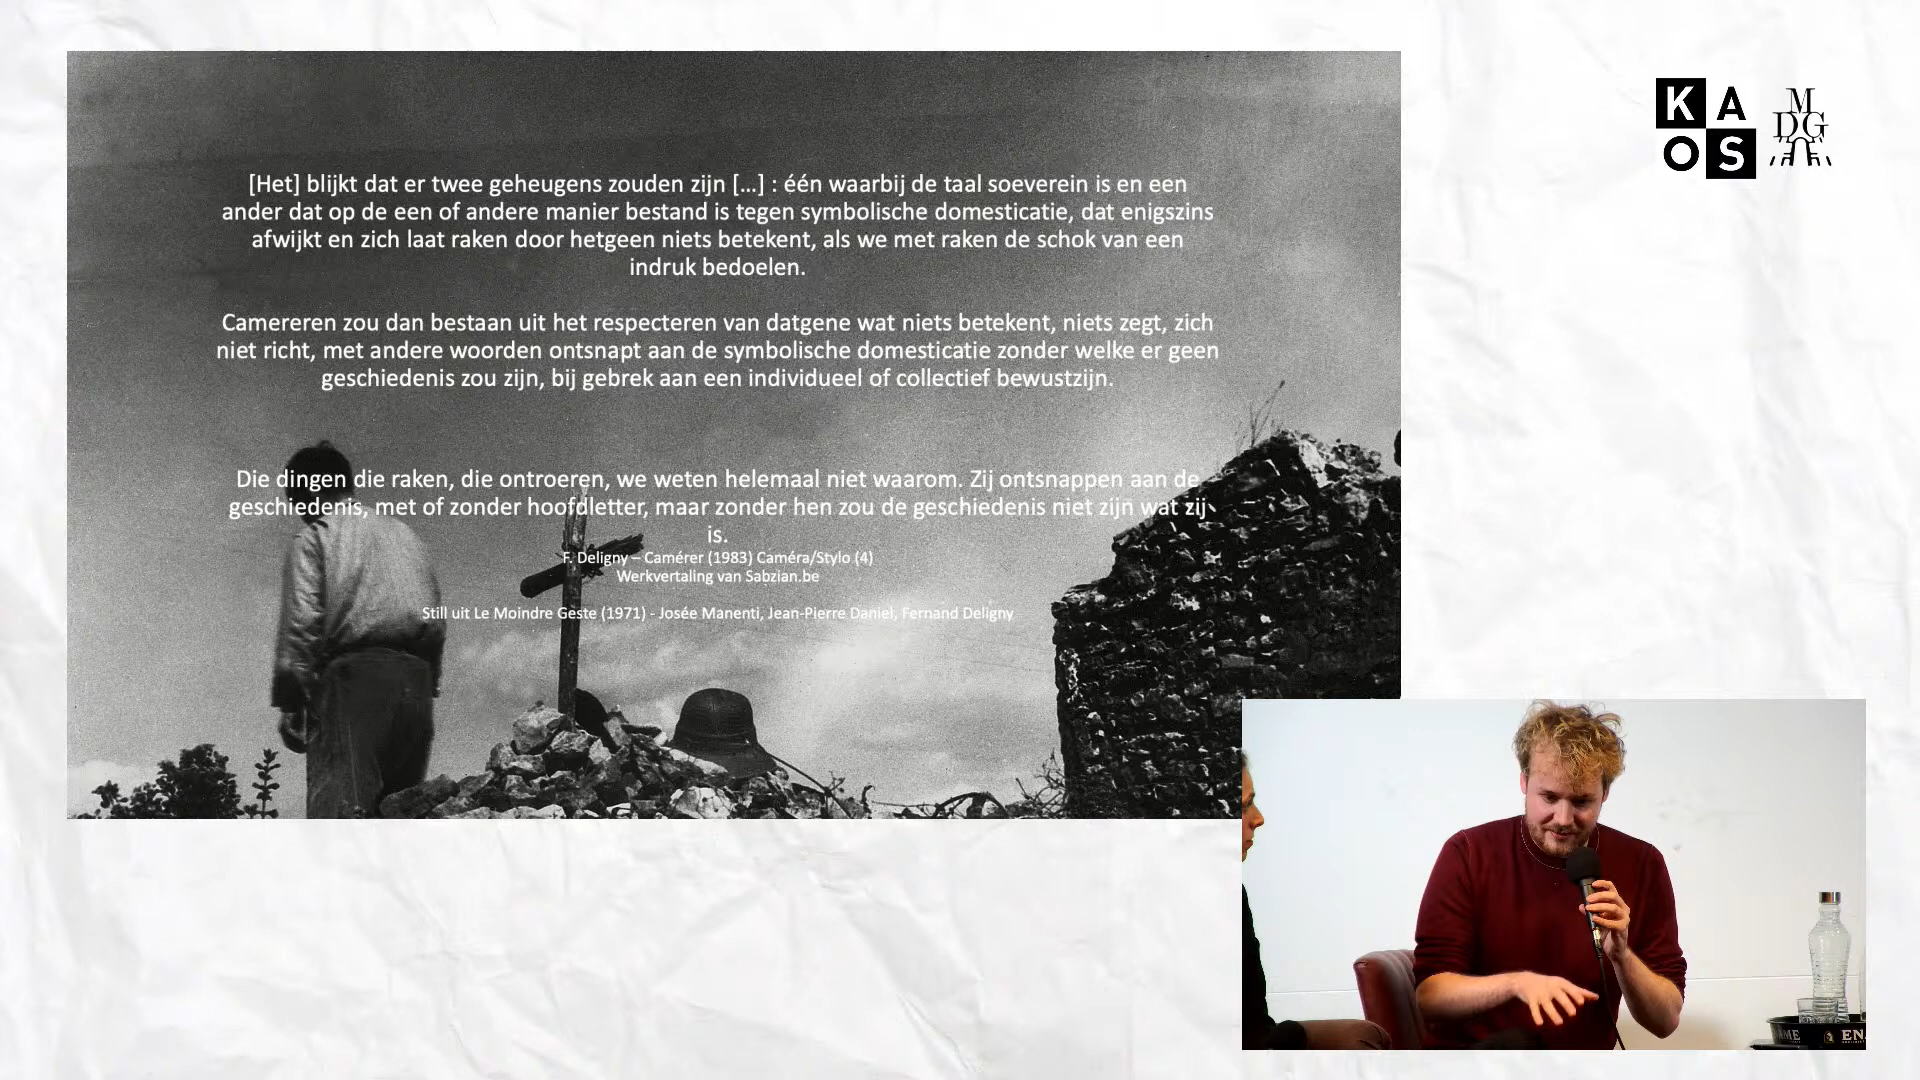 [Het] blijkt dat er twee geheugens zouden zijn [...] : één waarbij de taal soeverein is en een
ander dat op de een of andere manier bestand is tegen symbolische domesticatie, dat enigszins
afwijkt en zich laat raken door hetgeen niets betekent, als we met raken de schok van een
indruk bedoelen.
Camereren zou dan bestaan uit het respecteren van datgene wat niets betekent, niets zegt, zich
niet richt, met andere woorden ontsnapt aan de symbolische domesticatie zonder welke er geen
geschiedenis zou zijn, bij gebrek aan een individueel of collectief bewustzijn.
Die dingen die raken, die ontroeren, we weten helemaal niet waarom. Zij ontsnappen aan de
geschiedenis, met of zonder hoofdletter, maar zonder hen zou de geschiedenis niet zijn wat zij
is.
F. Deligny – Camérer (1983) Caméra/Stylo (4)
Werkvertaling van Sabzian.be
Still uit Le Moindre Geste (1971) - Josée Manenti, Jean-Pierre Daniel, Fernand Deligny
KA
OS
M
DG